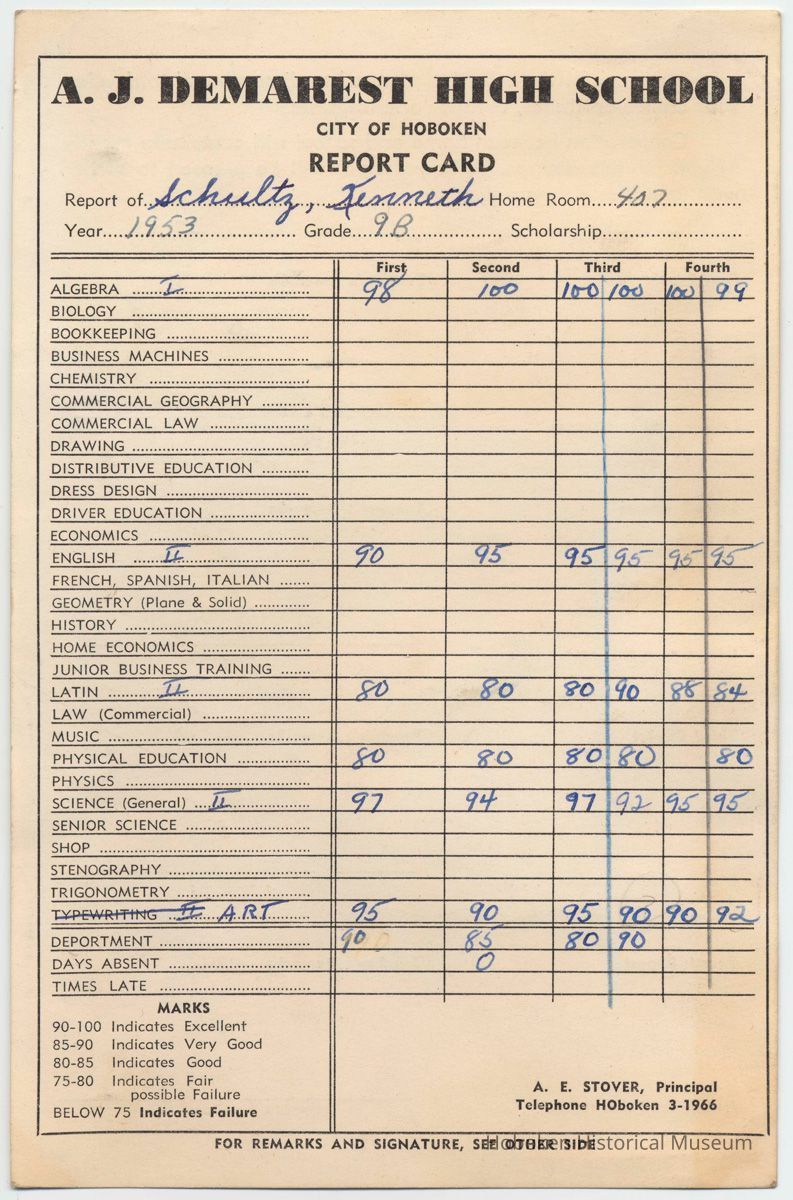 A. J. DEMAREST HIGH SCHOOL
CITY OF HOBOKEN
REPORT CARD
Report of Schultz, Kenneth Home Room 407
Year 1953 Grade 9B Scholarship
First Second Third Fourth
ALGEBRA I 98 100 100 100 100 99
BIOLOGY
BOOKKEEPING
BUSINESS MACHINES
CHEMISTRY
COMMERCIAL GEOGRAPHY
COMMERCIAL LAW
DRAWING
DISTRIBUTIVE EDUCATION
DRESS DESIGN
DRIVER EDUCATION
ECONOMICS
ENGLISH II 90 95 95 95 95 95
FRENCH, SPANISH, ITALIAN
GEOMETRY (Plane & Solid)
HISTORY
HOME ECONOMICS
JUNIOR BUSINESS TRAINING
LATIN II 80 80 80 90 88 84
LAW (Commercial)
MUSIC
PHYSICAL EDUCATION 80 80 80 80 80
PHYSICS
SCIENCE (General) II 97 94 97 92 95 95
SENIOR SCIENCE
SHOP
STENOGRAPHY
TRIGONOMETRY
TYPEWRITING II ART 95 90 95 90 90 92
DEPORTMENT 90 85 80 90
DAYS ABSENT 0
TIMES LATE
MARKS
90-100 Indicates Excellent
85-90 Indicates Very Good
80-85 Indicates Good
75-80 Indicates Fair
possible Failure
BELOW 75 Indicates Failure
A. E. STOVER, Principal
Telephone HOboken 3-1966
FOR REMARKS AND SIGNATURE, SEE OTHER SIDE
Hoboken Historical Museum